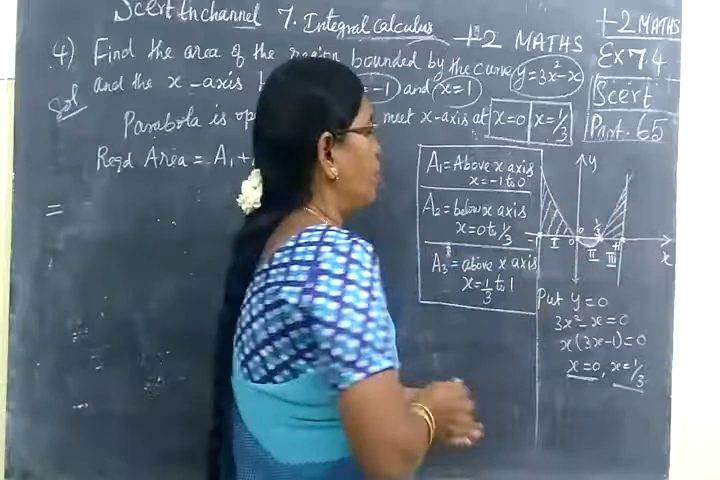 Scert tn channel 7. Integral calculus +2 MATHS
+2 MATHS
Ex 7.4
Scert
Part. 65
4) Find the area of the region bounded by the curve y=3x²-x
and the x-axis = -1 and x=1
Sol
Parabola is meet x-axis at x=0 x=1/3
Reqd Area = A₁+
=
A₁ = Above x axis
x=-1 to 0
A₂ = below x axis
x=0 to 1/3
A₃ = above x axis
x=1/3 to 1
y
I II III
x
Put y=0
3x²-x=0
x(3x-1)=0
x=0, x=1/3